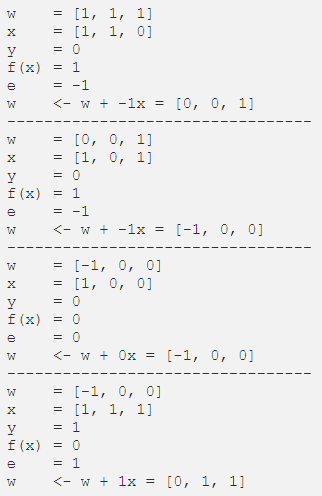 w    = [1, 1, 1]
x    = [1, 1, 0]
y    = 0
f(x) = 1
e    = -1
w    <- w + -1x = [0, 0, 1]
----------------------------------
w    = [0, 0, 1]
x    = [1, 0, 1]
y    = 0
f(x) = 1
e    = -1
w    <- w + -1x = [-1, 0, 0]
----------------------------------
w    = [-1, 0, 0]
x    = [1, 0, 0]
y    = 0
f(x) = 0
e    = 0
w    <- w + 0x = [-1, 0, 0]
----------------------------------
w    = [-1, 0, 0]
x    = [1, 1, 1]
y    = 1
f(x) = 0
e    = 1
w    <- w + 1x = [0, 1, 1]